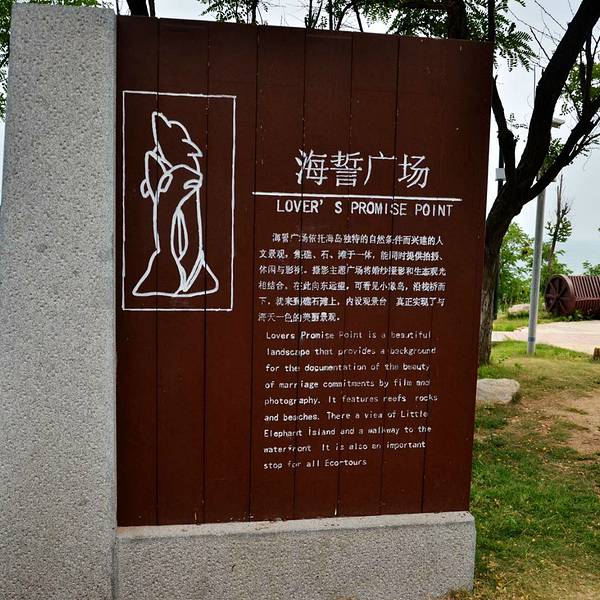 海誓广场
LOVER'S PROMISE POINT
海誓广场依托海岛独特的自然条件而兴建的人
文景观，集礁、石、滩于一体，能同时提供拍摄、
休闲与影视。摄影主题广场将婚纱摄影和生态观光
相结合。在此向东远望，可看见小象岛，沿栈桥而
下，就来到礁石滩上，内设观景台 真正实现了与
海天一色的美丽景观。
Lovers Promise Point is a beautiful
landscape that provides a background
for the documentation of the beauty
of marriage commitments by film and
photography. It features reefs rocks
and beaches. There a view of Little
Elephant Island and a walkway to the
waterfront It is also an important
stop for all Ecortours